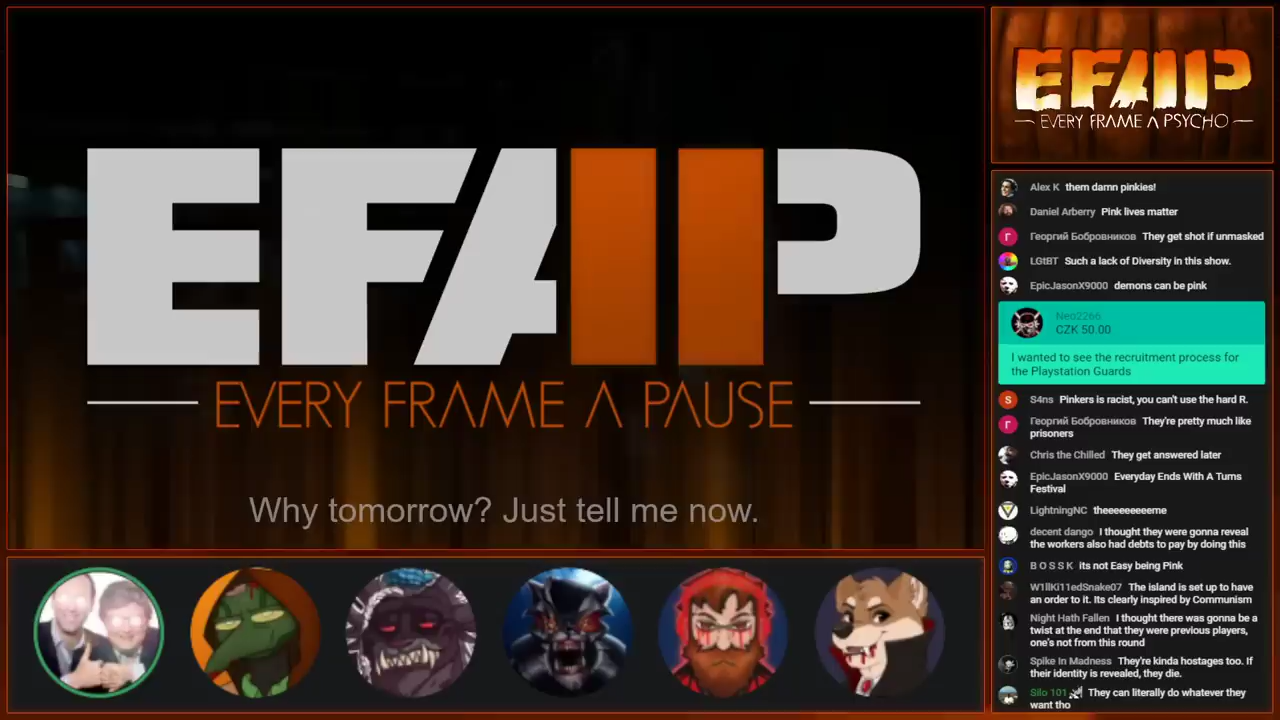 EFAIIP
EVERY FRAME A PAUSE
Why tomorrow? Just tell me now.
EFAIIP
EVERY FRAME A PSYCHO
Alex K them damn pinkies!
Daniel Arberry Pink lives matter
Георгий Бобровников They get shot if unmasked
LGtBT Such a lack of Diversity in this show.
EpicJasonX9000 demons can be pink
Neo2266
CZK 50.00
I wanted to see the recruitment process for
the Playstation Guards
S4ns Pinkers is racist, you can't use the hard R.
Георгий Бобровников They're pretty much like
prisoners
Chris the Chilled They get answered later
EpicJasonX9000 Everyday Ends With A Turns
Festival
LightningNC theeeeeeeeme
decent dango I thought they were gonna reveal
the workers also had debts to pay by doing this
B O S S K its not Easy being Pink
W1llKi11edSnake07 The island is set up to have
an order to it. Its clearly inspired by Communism
Night Hath Fallen I thought there was gonna be a
twist at the end that they were previous players,
one's not from this round
Spike In Madness They're kinda hostages too. If
their identity is revealed, they die.
Silo 101 They can literally do whatever they
want tho